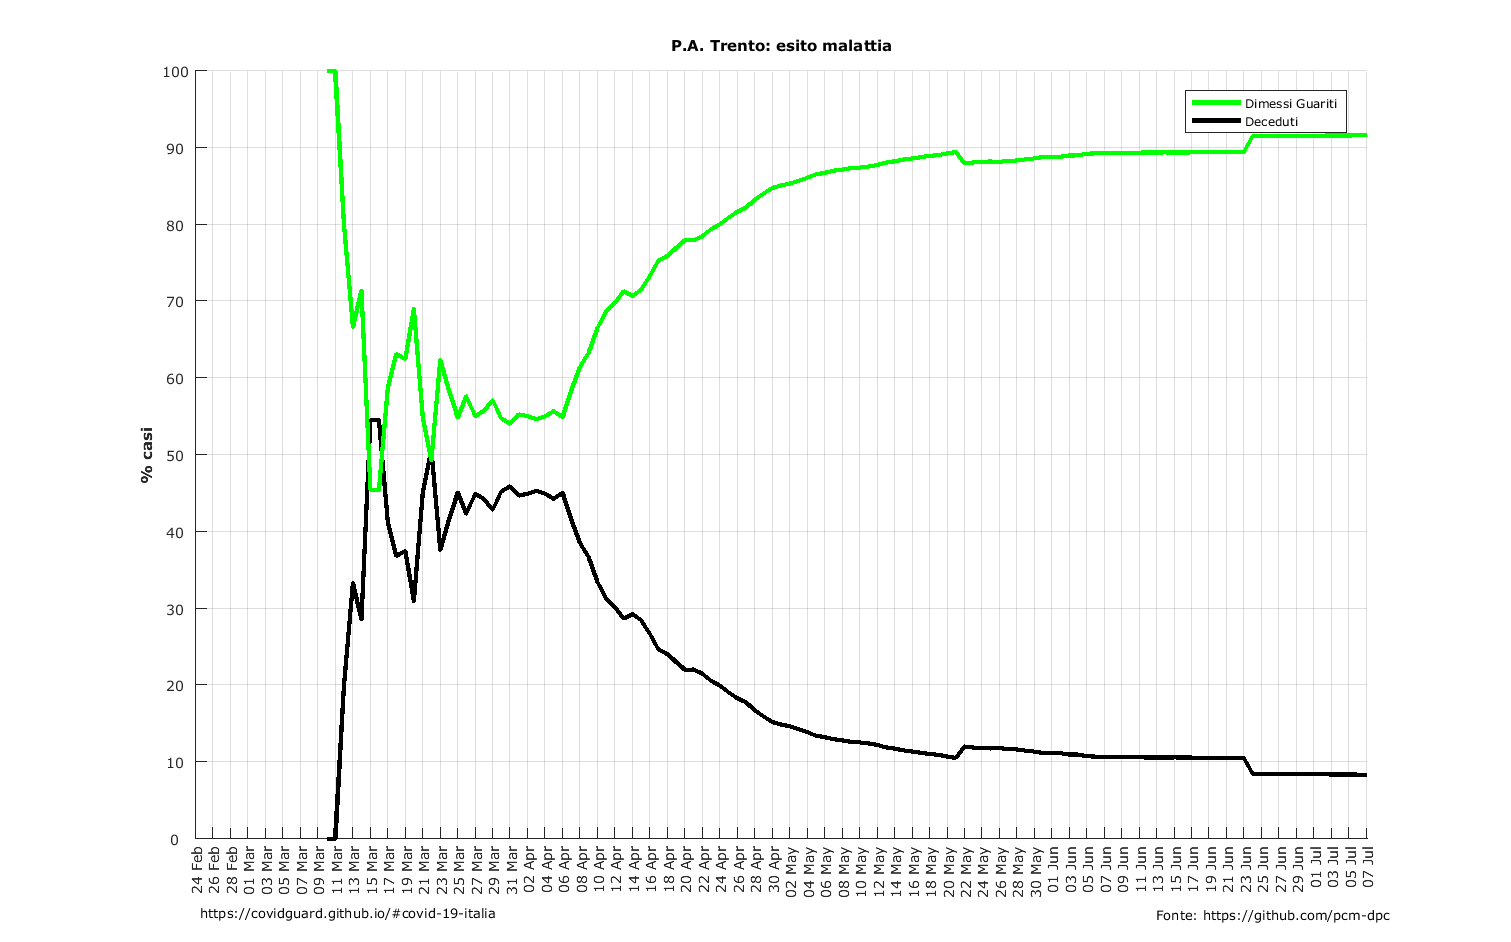 P.A. Trento: esito malattia
Dimessi Guariti
Deceduti
% casi
100
90
80
70
60
50
40
30
20
10
0
24 Feb
26 Feb
28 Feb
01 Mar
03 Mar
05 Mar
07 Mar
09 Mar
11 Mar
13 Mar
15 Mar
17 Mar
19 Mar
21 Mar
23 Mar
25 Mar
27 Mar
29 Mar
31 Mar
02 Apr
04 Apr
06 Apr
08 Apr
10 Apr
12 Apr
14 Apr
16 Apr
18 Apr
20 Apr
22 Apr
24 Apr
26 Apr
28 Apr
30 Apr
02 May
04 May
06 May
08 May
10 May
12 May
14 May
16 May
18 May
20 May
22 May
24 May
26 May
28 May
30 May
01 Jun
03 Jun
05 Jun
07 Jun
09 Jun
11 Jun
13 Jun
15 Jun
17 Jun
19 Jun
21 Jun
23 Jun
25 Jun
27 Jun
29 Jun
01 Jul
03 Jul
05 Jul
07 Jul
https://covidguard.github.io/#covid-19-italia
Fonte: https://github.com/pcm-dpc